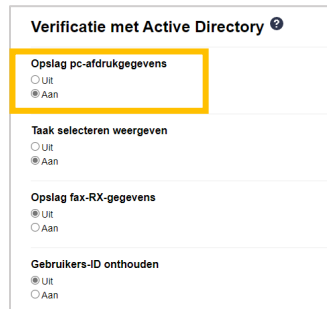 Verificatie met Active Directory ?
Opslag pc-afdrukgegevens
Uit
Aan
Taak selecteren weergeven
Uit
Aan
Opslag fax-RX-gegevens
Uit
Aan
Gebruikers-ID onthouden
Uit
Aan